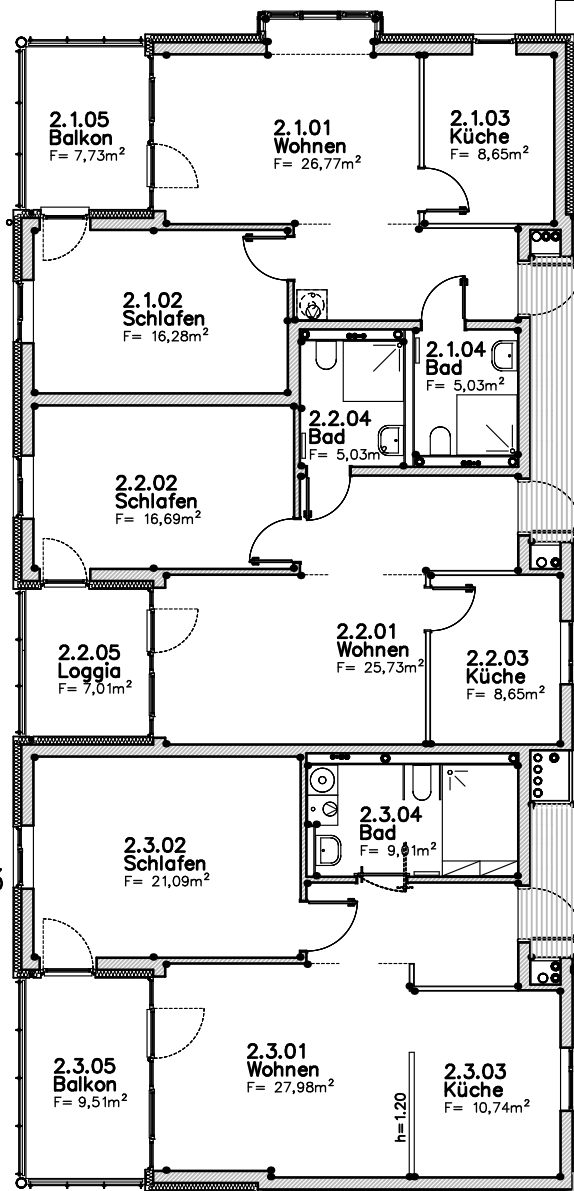 2.1.05
Balkon
F= 7,73m²
2.1.01
Wohnen
F= 26,77m²
2.1.03
Küche
F= 8,65m²
2.1.02
Schlafen
F= 16,28m²
2.1.04
Bad
F= 5,03m²
2.2.04
Bad
F= 5,03m
2.2.02
Schlafen
F= 16,69m²
2.2.01
Wohnen
F= 25,73m²
2.2.05
Loggia
F= 7,01m²
2.2.03
Küche
F= 8,65m²
2.3.04
Bad
F= 9,01m²
2.3.02
Schlafen
F= 21,09m²
2.3.01
Wohnen
F= 27,98m²
2.3.05
Balkon
F= 9,51m²
2.3.03
Küche
F= 10,74m²
h=1.20